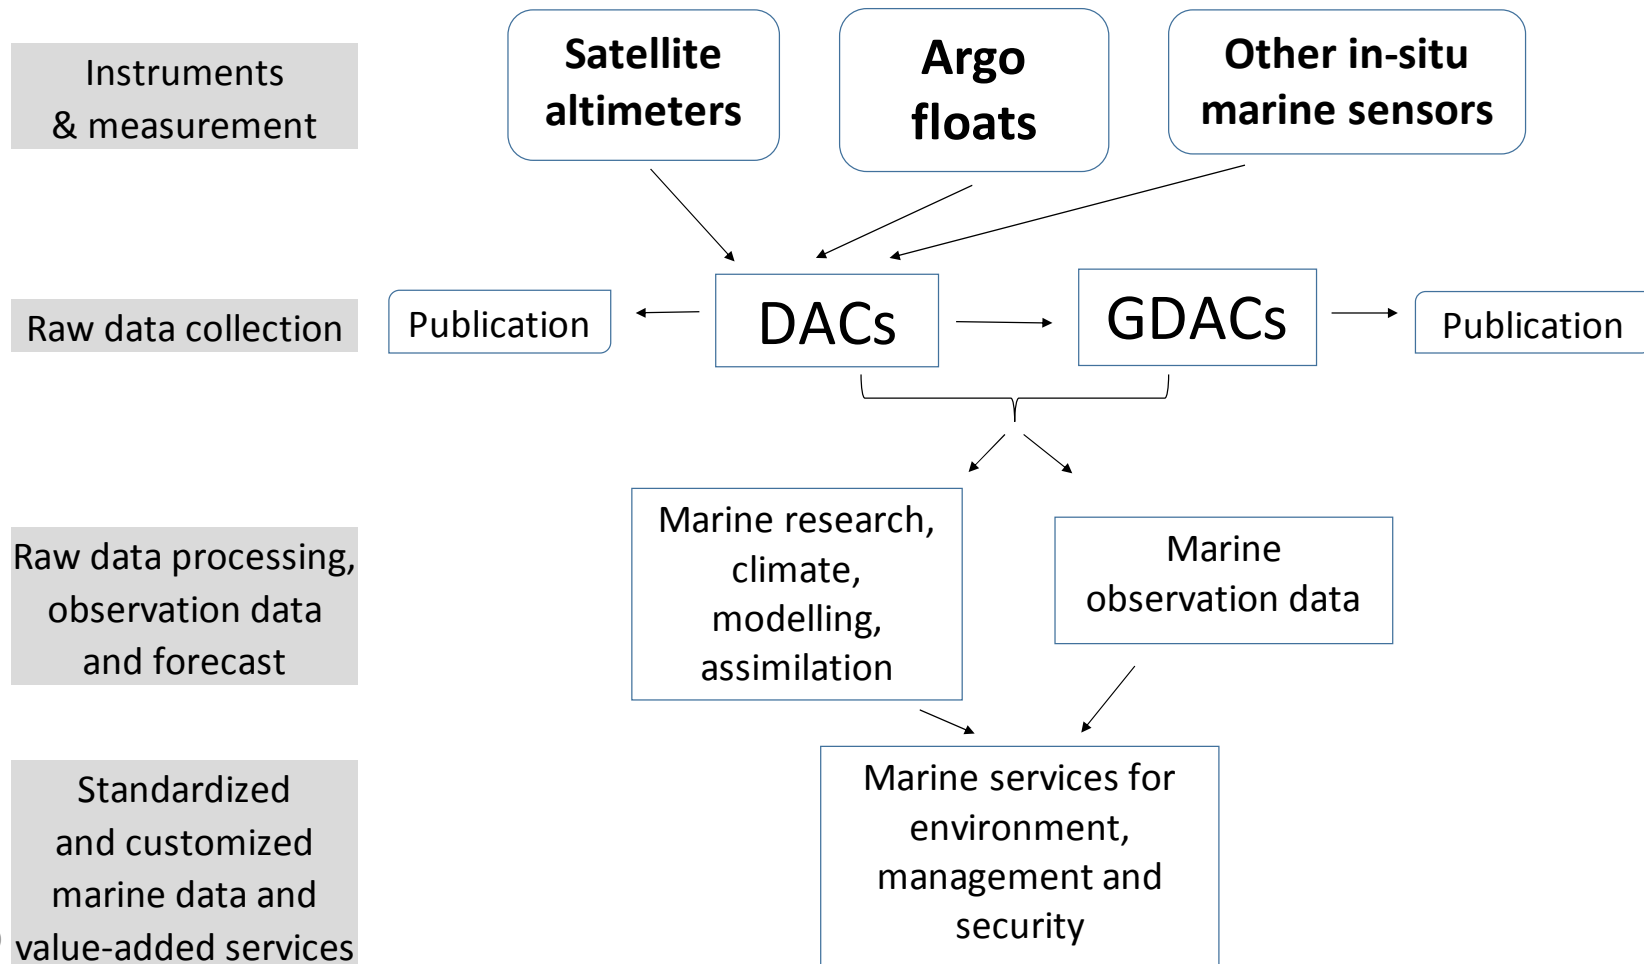 Instruments
& measurement
Satellite
altimeters
Argo
floats
Other in-situ
marine sensors
Raw data collection
Publication
DACs
GDACs
Publication
Raw data processing,
observation data
and forecast
Marine research,
climate,
modelling,
assimilation
Marine
observation data
Standardized
and customized
marine data and
value-added services
Marine services for
environment,
management and
security